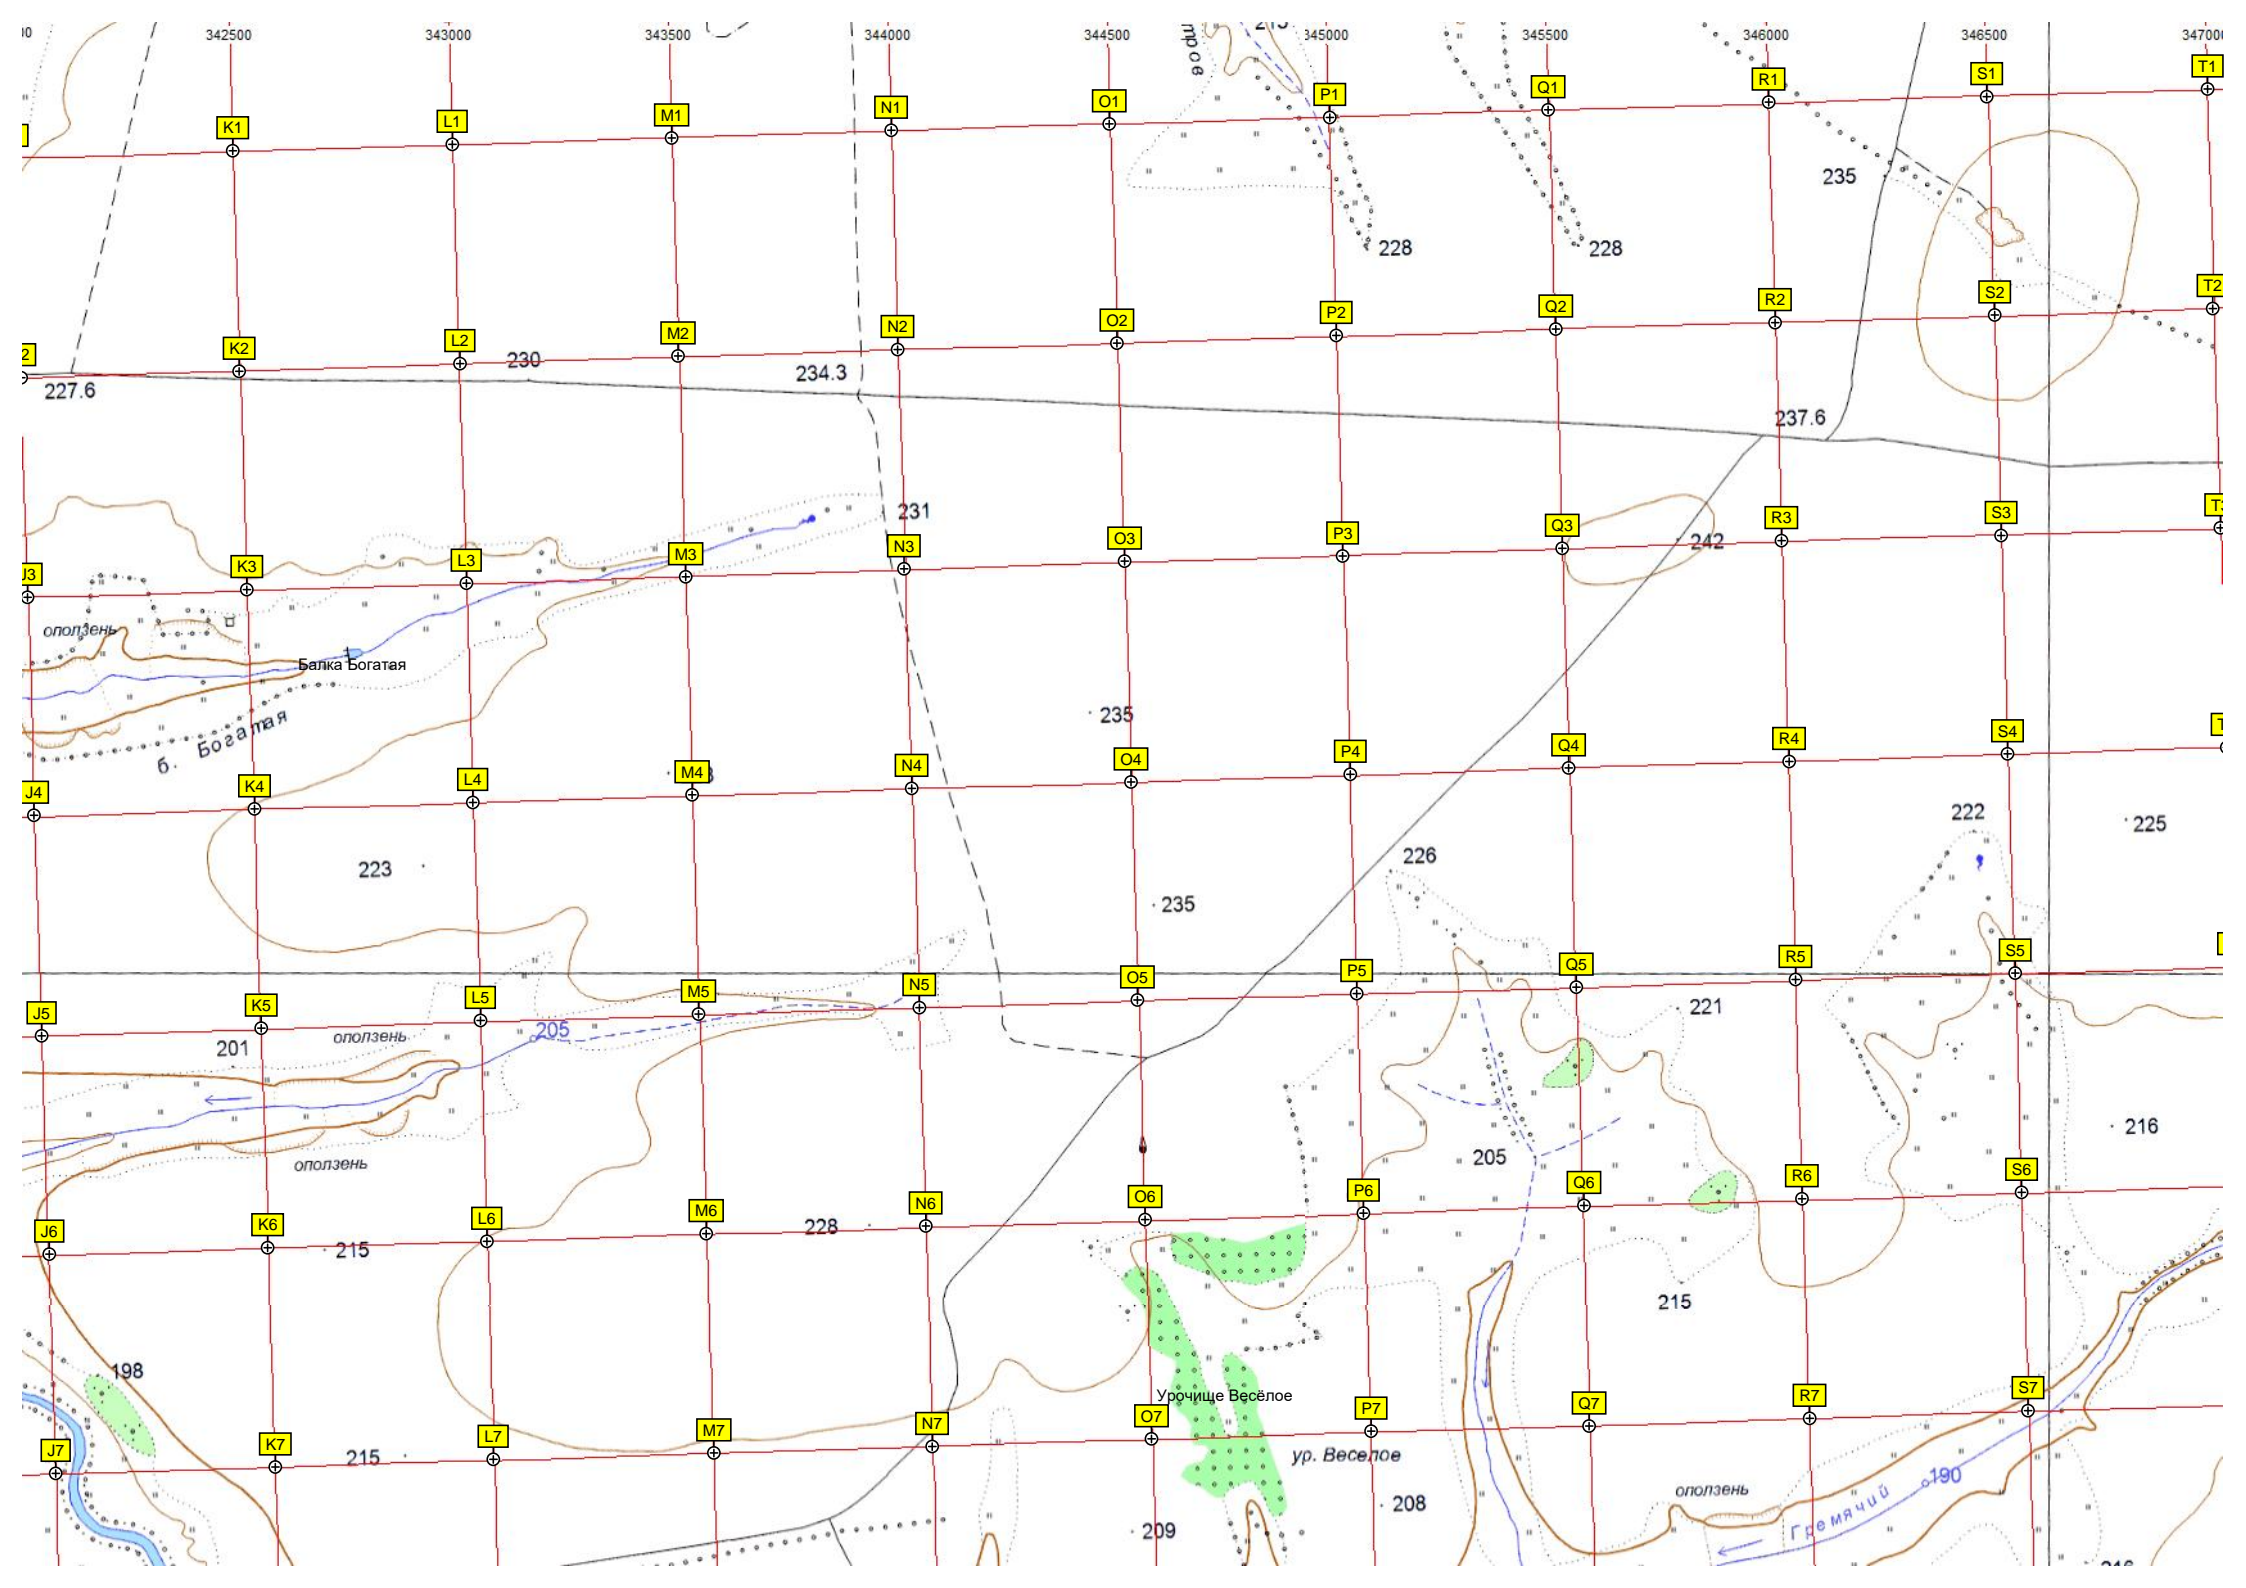 342500 343000 343500 344000 344500 345000 345500 346000 346500
K1 L1 M1 N1 O1 P1 Q1 R1 S1 T1
235
228 228
K2 L2 M2 N2 O2 P2 Q2 R2 S2 T2
230 234.3
227.6
237.6
231
242
J3 K3 L3 M3 N3 O3 P3 Q3 R3 S3
оползень
Балка Богатая
б. Богатая
235
J4 K4 L4 M4 N4 O4 P4 Q4 R4 S4
222 225
226
223
235
J5 K5 L5 M5 N5 O5 P5 Q5 R5 S5
221
205
оползень
201
216
205
оползень
J6 K6 L6 M6 N6 O6 P6 Q6 R6 S6
228
215
215
198
Урочище Весёлое
J7 K7 L7 M7 N7 O7 P7 Q7 R7 S7
215
ур. Веселое
190
оползень
208
Гремячий
209